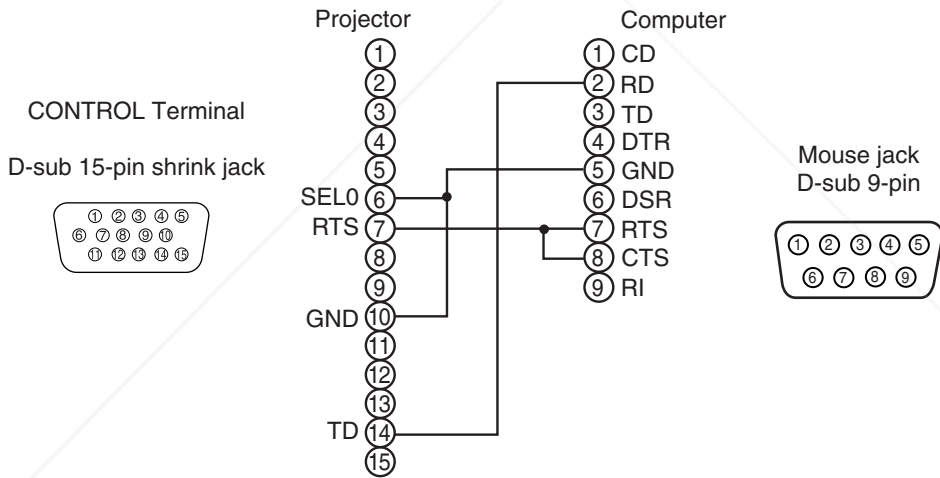 Projector
Computer
CONTROL Terminal
D-sub 15-pin shrink jack
1 2 3 4 5
6 7 8 9 10
11 12 13 14 15
1
2
3
4
5
SEL0 6
RTS 7
8
9
GND 10
11
12
13
TD 14
15
1 CD
2 RD
3 TD
4 DTR
5 GND
6 DSR
7 RTS
8 CTS
9 RI
Mouse jack
D-sub 9-pin
1 2 3 4 5
6 7 8 9